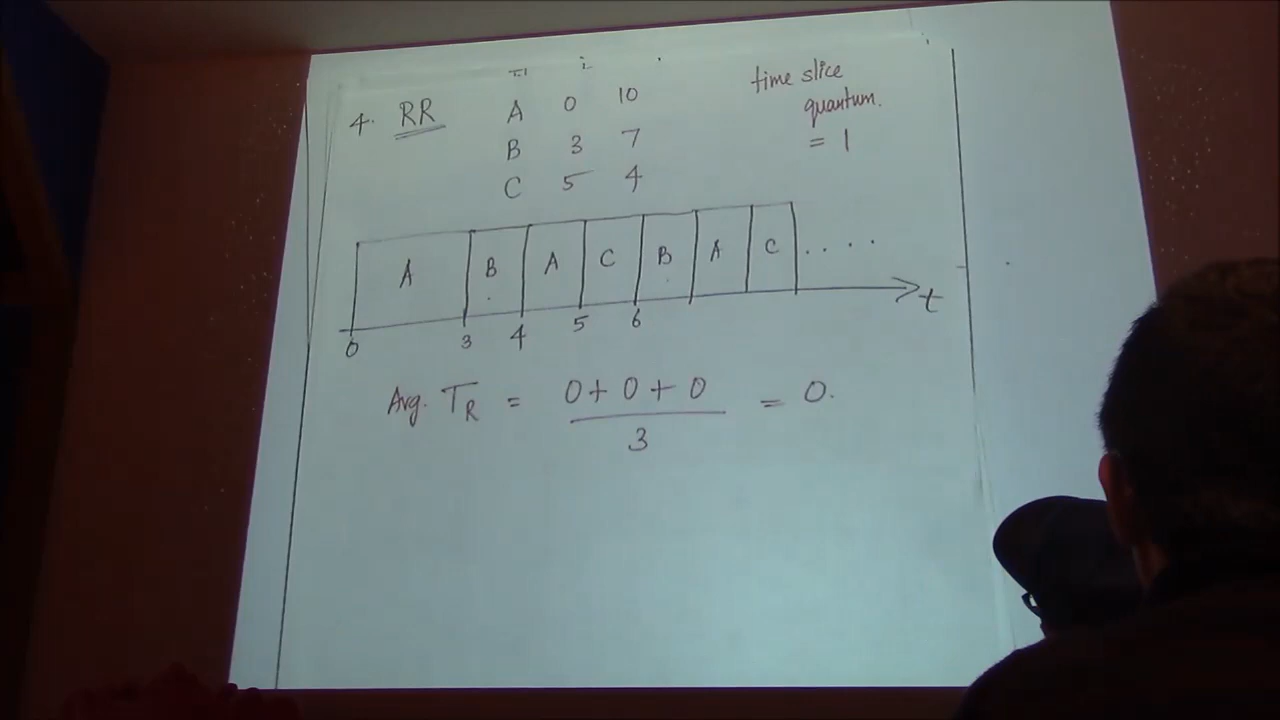 4. RR
A 0 10
B 3 7
C 5 4
time slice
quantum.
= 1
A B A C B A C . . . .
0 3 4 5 6 t
Avg. TR = 0 + 0 + 0 / 3 = 0.